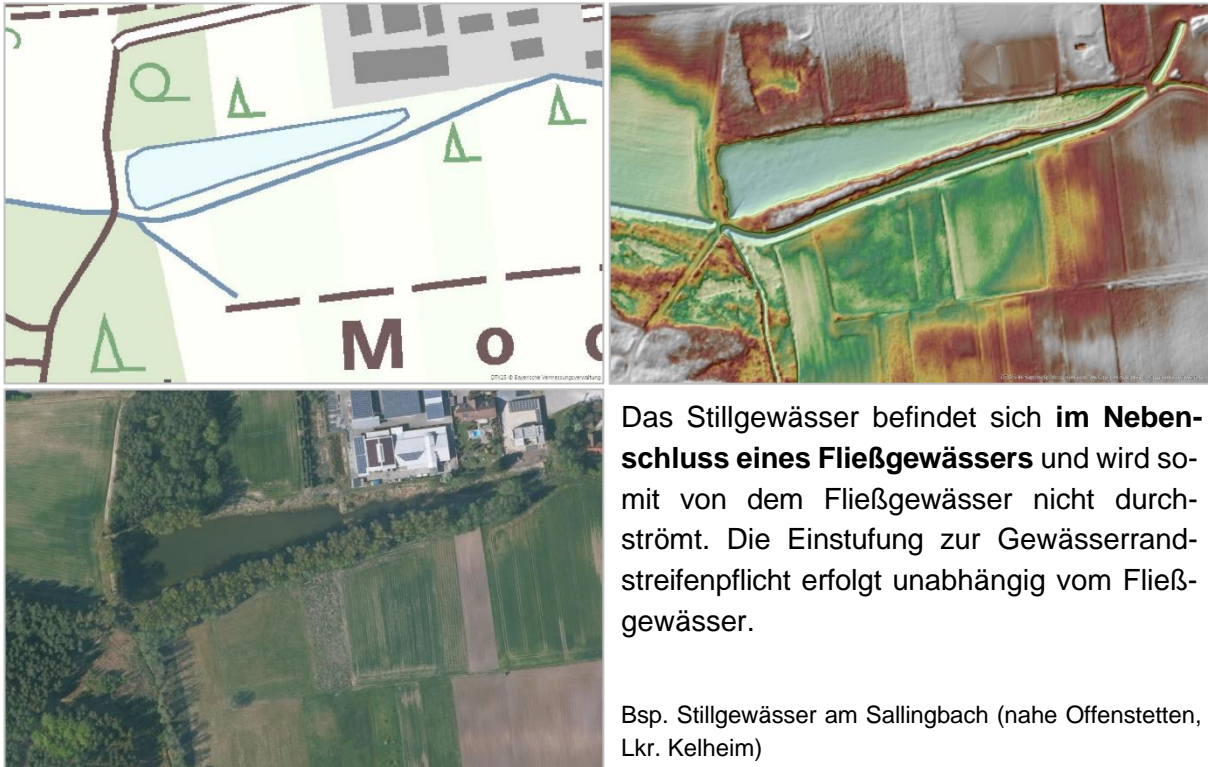 M o
DTK25 © Bayerische Vermessungsverwaltung
Das Stillgewässer befindet sich im Neben-
schluss eines Fließgewässers und wird so-
mit von dem Fließgewässer nicht durch-
strömt. Die Einstufung zur Gewässerrand-
streifenpflicht erfolgt unabhängig vom Fließ-
gewässer.
Bsp. Stillgewässer am Sallingbach (nahe Offenstetten,
Lkr. Kelheim)